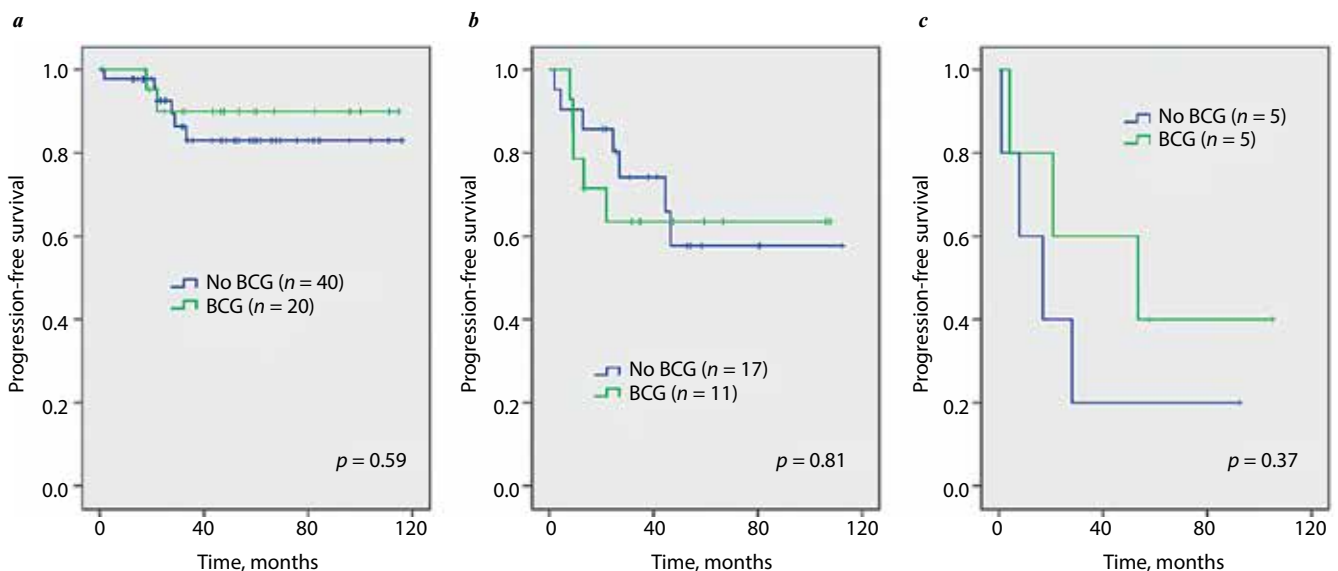 a
Progression-free survival
1.0
0.8
0.6
0.4
0.2
0.0
No BCG (n = 40)
BCG (n = 20)
p = 0.59
0 40 80 120
Time, months
b
Progression-free survival
1.0
0.8
0.6
0.4
0.2
0.0
No BCG (n = 17)
BCG (n = 11)
p = 0.81
0 40 80 120
Time, months
c
Progression-free survival
1.0
0.8
0.6
0.4
0.2
0.0
No BCG (n = 5)
BCG (n = 5)
p = 0.37
0 40 80 120
Time, months